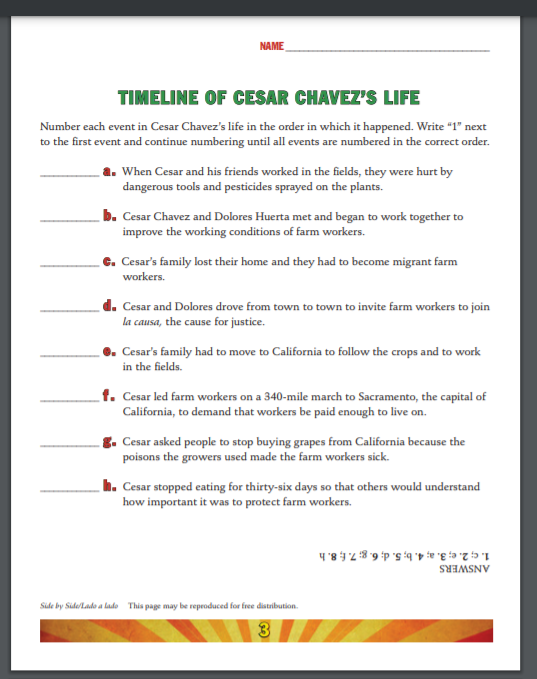 NAME
TIMELINE OF CESAR CHAVEZ'S LIFE
Number each event in Cesar Chavez's life in the order in which it happened. Write “1” next
to the first event and continue numbering until all events are numbered in the correct order.
a. When Cesar and his friends worked in the fields, they were hurt by
dangerous tools and pesticides sprayed on the plants.
b. Cesar Chavez and Dolores Huerta met and began to work together to
improve the working conditions of farm workers.
c. Cesar's family lost their home and they had to become migrant farm
workers.
d. Cesar and Dolores drove from town to town to invite farm workers to join
la causa, the cause for justice.
e. Cesar's family had to move to California to follow the crops and to work
in the fields.
f. Cesar led farm workers on a 340-mile march to Sacramento, the capital of
California, to demand that workers be paid enough to live on.
g. Cesar asked people to stop buying grapes from California because the
poisons the growers used made the farm workers sick.
h. Cesar stopped eating for thirty-six days so that others would understand
how important it was to protect farm workers.
ANSWERS
1. c; 2. e; 3. a; 4. b; 5. d; 6. g; 7. f; 8. h
Side by Side/Lado a lado This page may be reproduced for free distribution.
3